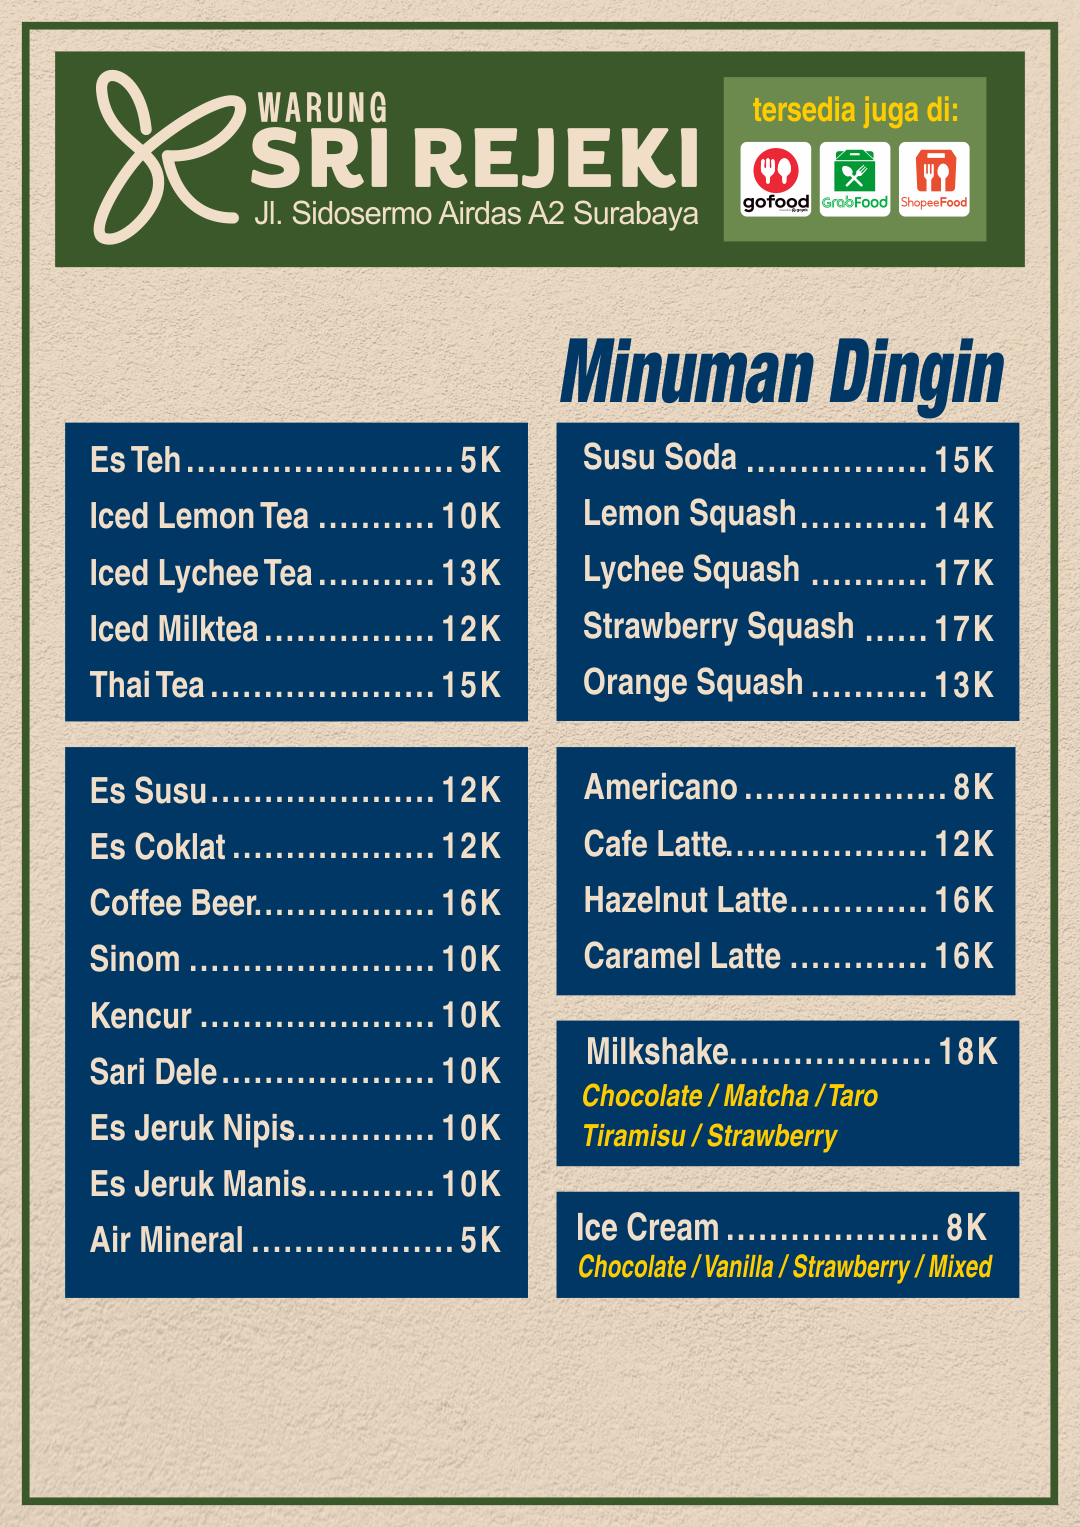 WARUNG
SRI REJEKI
Jl. Sidosermo Airdas A2 Surabaya
tersedia juga di:
gofood
GrabFood
ShopeeFood
Minuman Dingin
Es Teh ......................... 5K
Iced Lemon Tea ........... 10K
Iced Lychee Tea ........... 13K
Iced Milktea ................ 12K
Thai Tea ..................... 15K
Susu Soda ................. 15K
Lemon Squash ............ 14K
Lychee Squash ........... 17K
Strawberry Squash ...... 17K
Orange Squash ........... 13K
Es Susu ..................... 12K
Es Coklat ................... 12K
Coffee Beer ................. 16K
Sinom ....................... 10K
Kencur ...................... 10K
Sari Dele .................... 10K
Es Jeruk Nipis ............. 10K
Es Jeruk Manis ............ 10K
Air Mineral ................... 5K
Americano ................... 8K
Cafe Latte ................... 12K
Hazelnut Latte ............. 16K
Caramel Latte ............. 16K
Milkshake ................... 18K
Chocolate / Matcha / Taro
Tiramisu / Strawberry
Ice Cream .................... 8K
Chocolate / Vanilla / Strawberry / Mixed